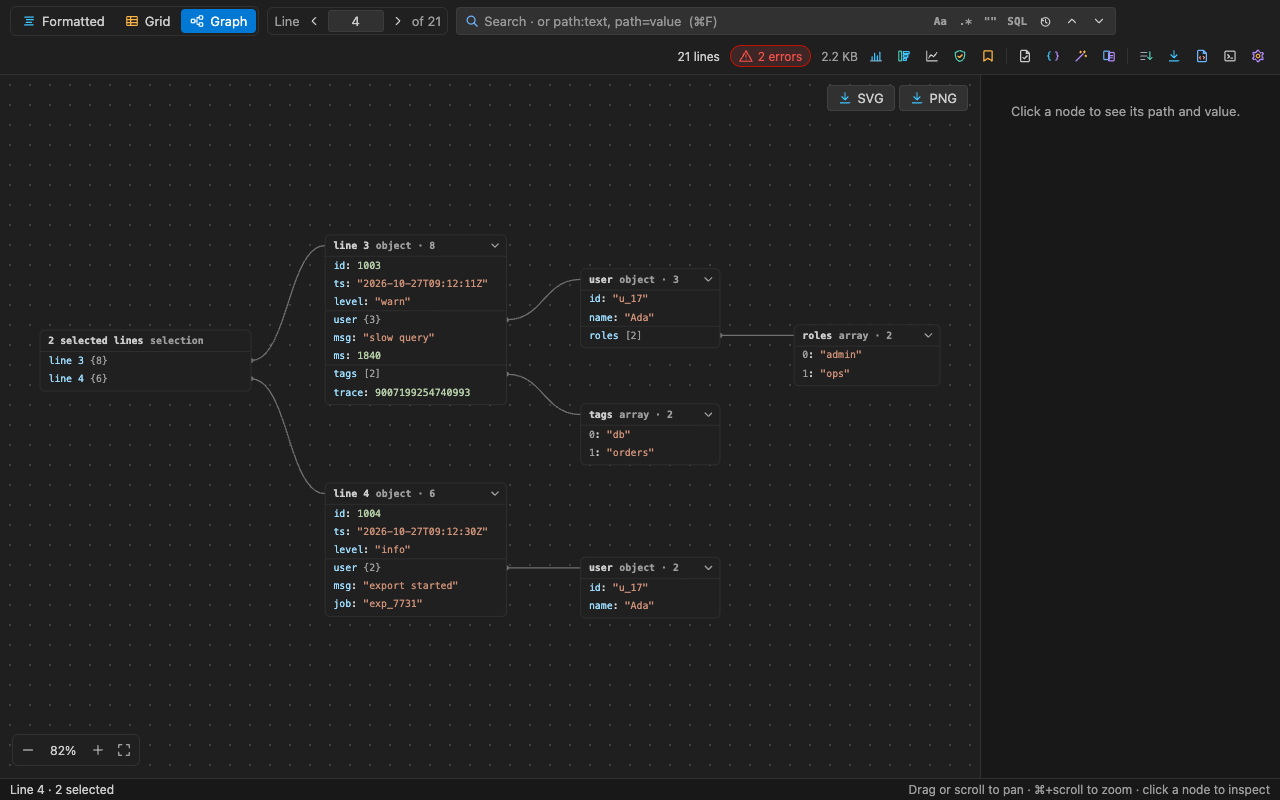 Formatted Grid Graph Line 4 of 21 Search · or path:text, path=value (⌘F) Aa .* "" SQL
21 lines 2 errors 2.2 KB
SVG PNG
Click a node to see its path and value.
2 selected lines selection
line 3 {8}
line 4 {6}
line 3 object · 8
id: 1003
ts: "2026-10-27T09:12:11Z"
level: "warn"
user {3}
msg: "slow query"
ms: 1840
tags [2]
trace: 9007199254740993
user object · 3
id: "u_17"
name: "Ada"
roles [2]
roles array · 2
0: "admin"
1: "ops"
tags array · 2
0: "db"
1: "orders"
line 4 object · 6
id: 1004
ts: "2026-10-27T09:12:30Z"
level: "info"
user {2}
msg: "export started"
job: "exp_7731"
user object · 2
id: "u_17"
name: "Ada"
82%
Line 4 · 2 selected
Drag or scroll to pan · ⌘+scroll to zoom · click a node to inspect